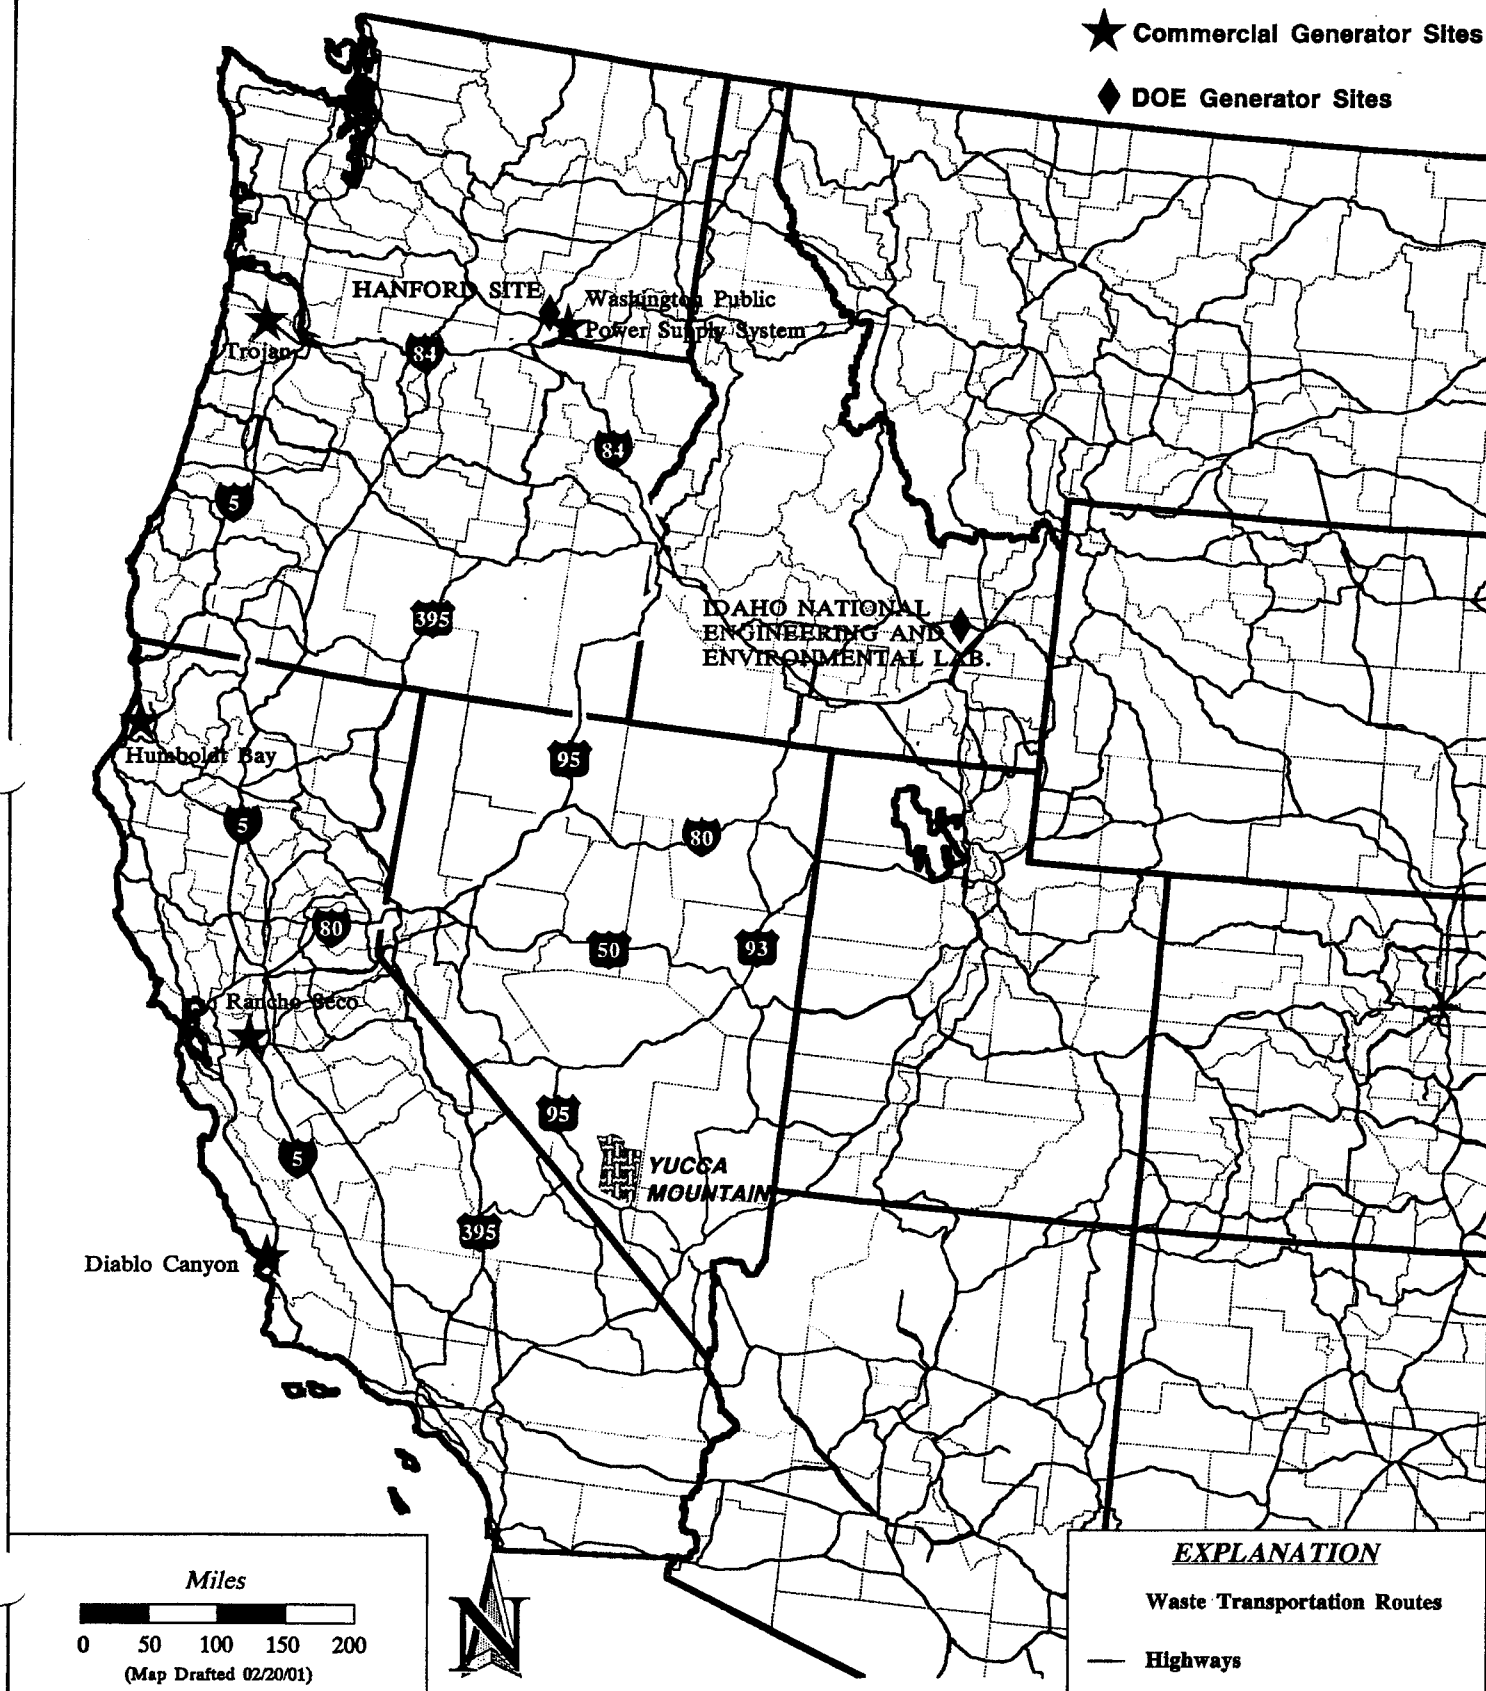 Commercial Generator Sites
DOE Generator Sites
HANFORD SITE
Washington Public
Power Supply System 2
Trojan
84
84
5
395
IDAHO NATIONAL
ENGINEERING AND
ENVIRONMENTAL LAB.
Humboldt Bay
95
5
80
80
50
93
Rancho Seco
95
5
YUCCA
MOUNTAIN
395
Diablo Canyon
Miles
0 50 100 150 200
(Map Drafted 02/20/01)
N
EXPLANATION
Waste Transportation Routes
Highways